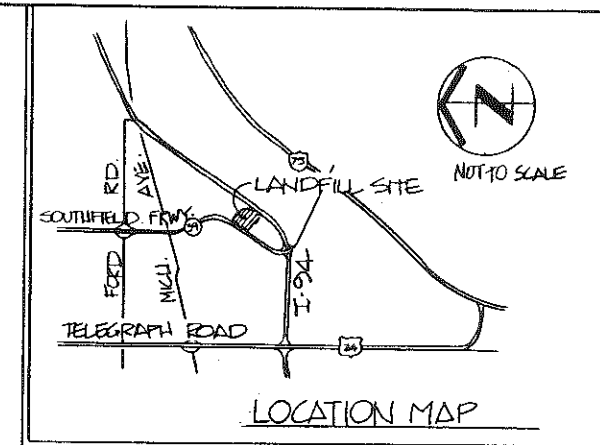 N
NOT TO SCALE
75
LANDFILL SITE
RD.
AVE.
SOUTHFIELD FRWY.
39
FORD
MICH.
I-94
TELEGRAPH ROAD
24
LOCATION MAP